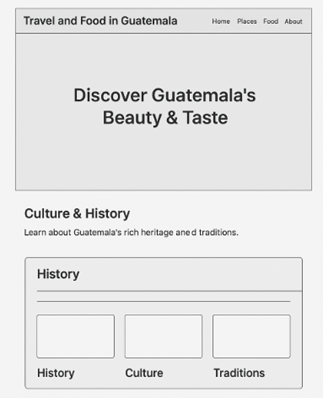 Travel and Food in Guatemala
Home Places Food About
Discover Guatemala's
Beauty & Taste
Culture & History
Learn about Guatemala's rich heritage aned traditions.
History
History Culture Traditions